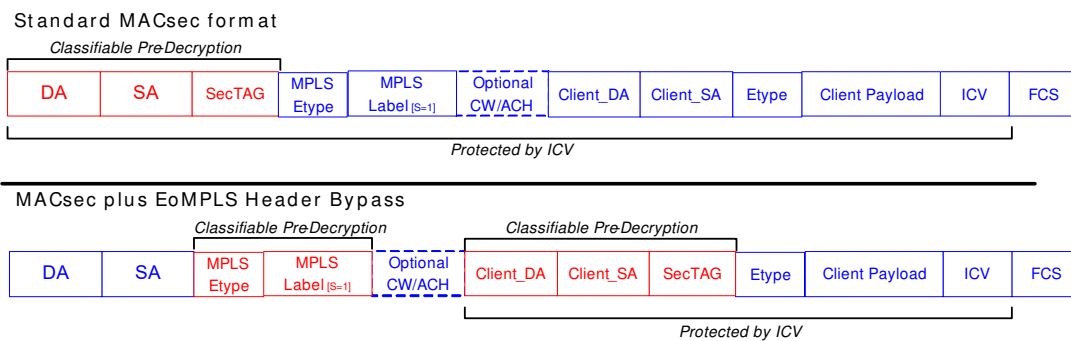 Standard MACsec format
Classifiable Pre-Decryption
DA SA SecTAG MPLS Etype MPLS Label [S=1] Optional CW/ACH Client_DA Client_SA Etype Client Payload ICV FCS
Protected by ICV
MACsec plus EoMPLS Header Bypass
Classifiable Pre-Decryption Classifiable Pre-Decryption
DA SA MPLS Etype MPLS Label [S=1] Optional CW/ACH Client_DA Client_SA SecTAG Etype Client Payload ICV FCS
Protected by ICV